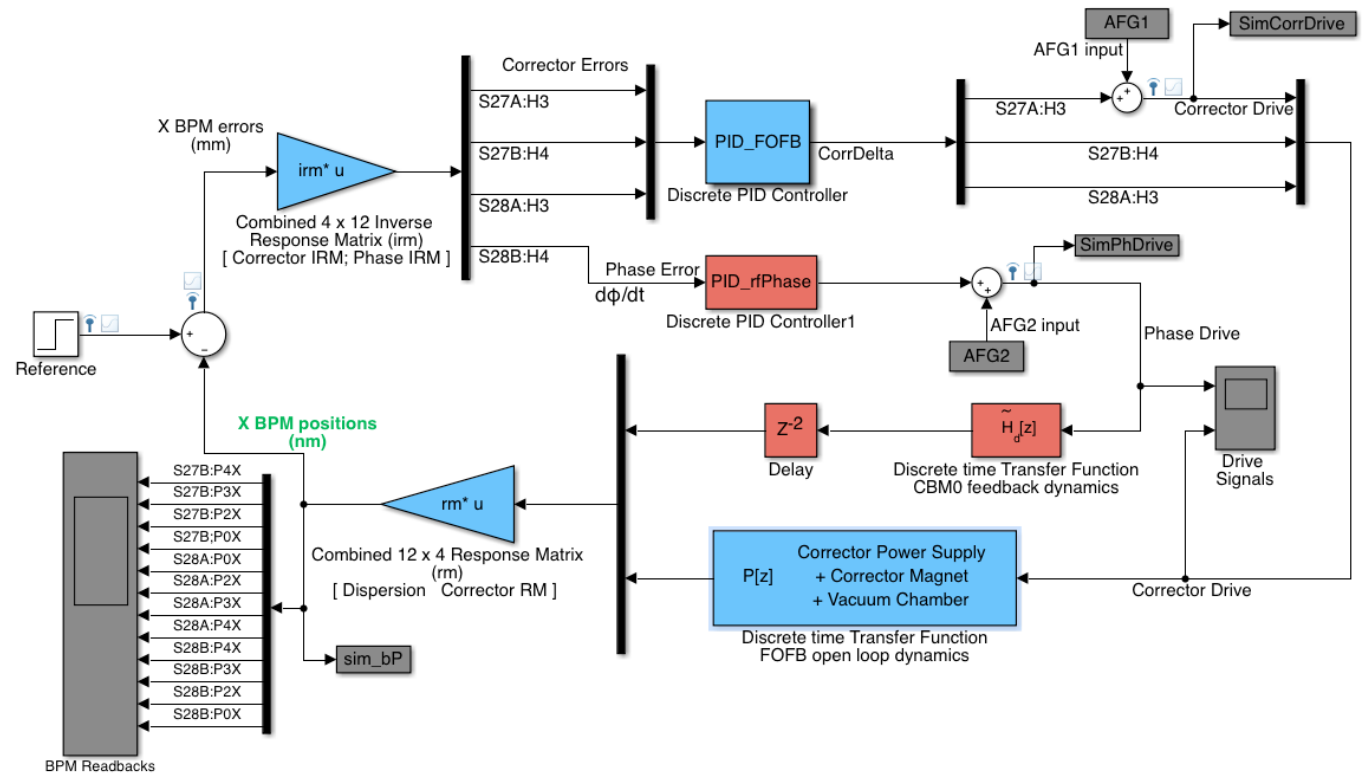 AFG1
SimCorrDrive
AFG1 input
Corrector Errors
S27A:H3
S27A:H3
+
+
Corrector Drive
X BPM errors
(mm)
irm* u
PID_FOFB
CorrDelta
S27B:H4
S27B:H4
Discrete PID Controller
S28A:H3
S28A:H3
Combined 4 x 12 Inverse
Response Matrix (irm)
[ Corrector IRM; Phase IRM ]
S28B:H4
SimPhDrive
Phase Error
dϕ/dt
PID_rfPhase
+
+
Discrete PID Controller1
AFG2 input
AFG2
Phase Drive
+
−
Reference
X BPM positions
(nm)
Z-2
Delay
H̃d[z]
Discrete time Transfer Function
CBM0 feedback dynamics
Drive
Signals
S27B:P4X
S27B:P3X
S27B:P2X
S27B;P0X
S28A:P0X
S28A:P2X
S28A:P3X
S28A:P4X
S28B:P4X
S28B:P3X
S28B:P2X
S28B:P0X
BPM Readbacks
rm* u
Combined 12 x 4 Response Matrix
(rm)
[ Dispersion Corrector RM ]
sim_bP
P[z]
Corrector Power Supply
+ Corrector Magnet
+ Vacuum Chamber
Corrector Drive
Discrete time Transfer Function
FOFB open loop dynamics